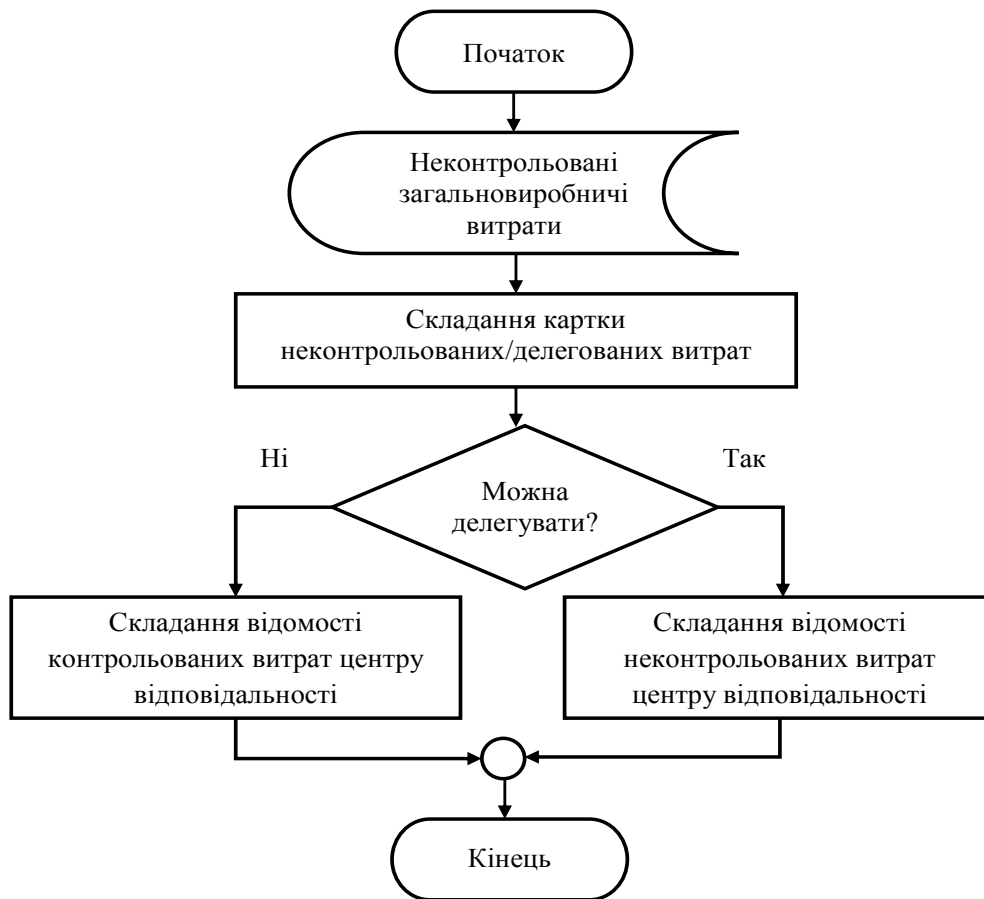 Початок
Неконтрольовані
загальновиробничі
витрати
Складання картки
неконтрольованих/делегованих витрат
Ні
Так
Можна
делегувати?
Складання відомості
контрольованих витрат центру
відповідальності
Складання відомості
неконтрольованих витрат
центру відповідальності
Кінець